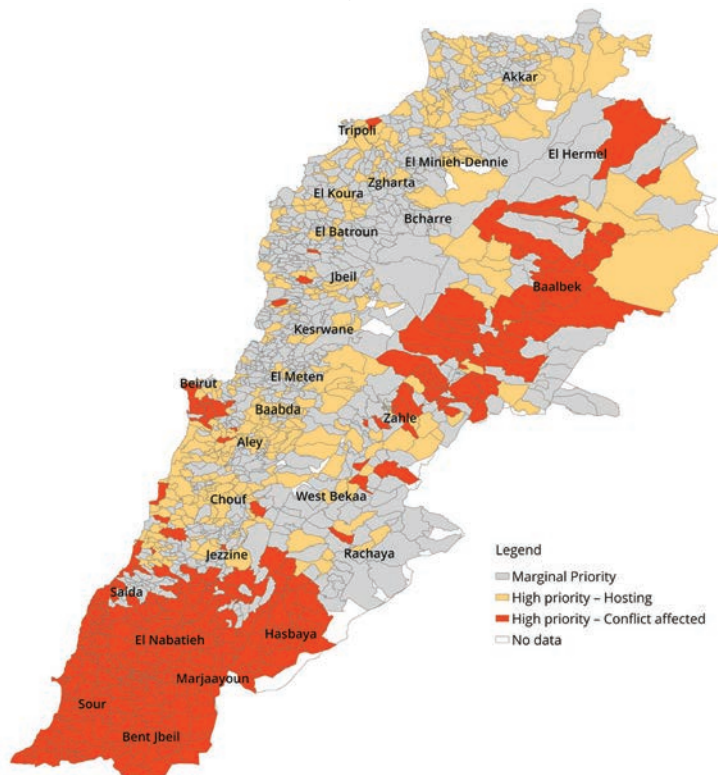 Akkar
Tripoli
El Hermel
El Minieh-Dennie
Zgharta
El Koura
Bcharre
El Batroun
Jbeil
Baalbek
Kesrwane
El Meten
Beirut
Baabda
Zahle
Aley
West Bekaa
Chouf
Jezzine
Rachaya
Legend
Marginal Priority
High priority – Hosting
High priority – Conflict affected
No data
Saida
El Nabatieh
Hasbaya
Marjaayoun
Sour
Bent Jbeil